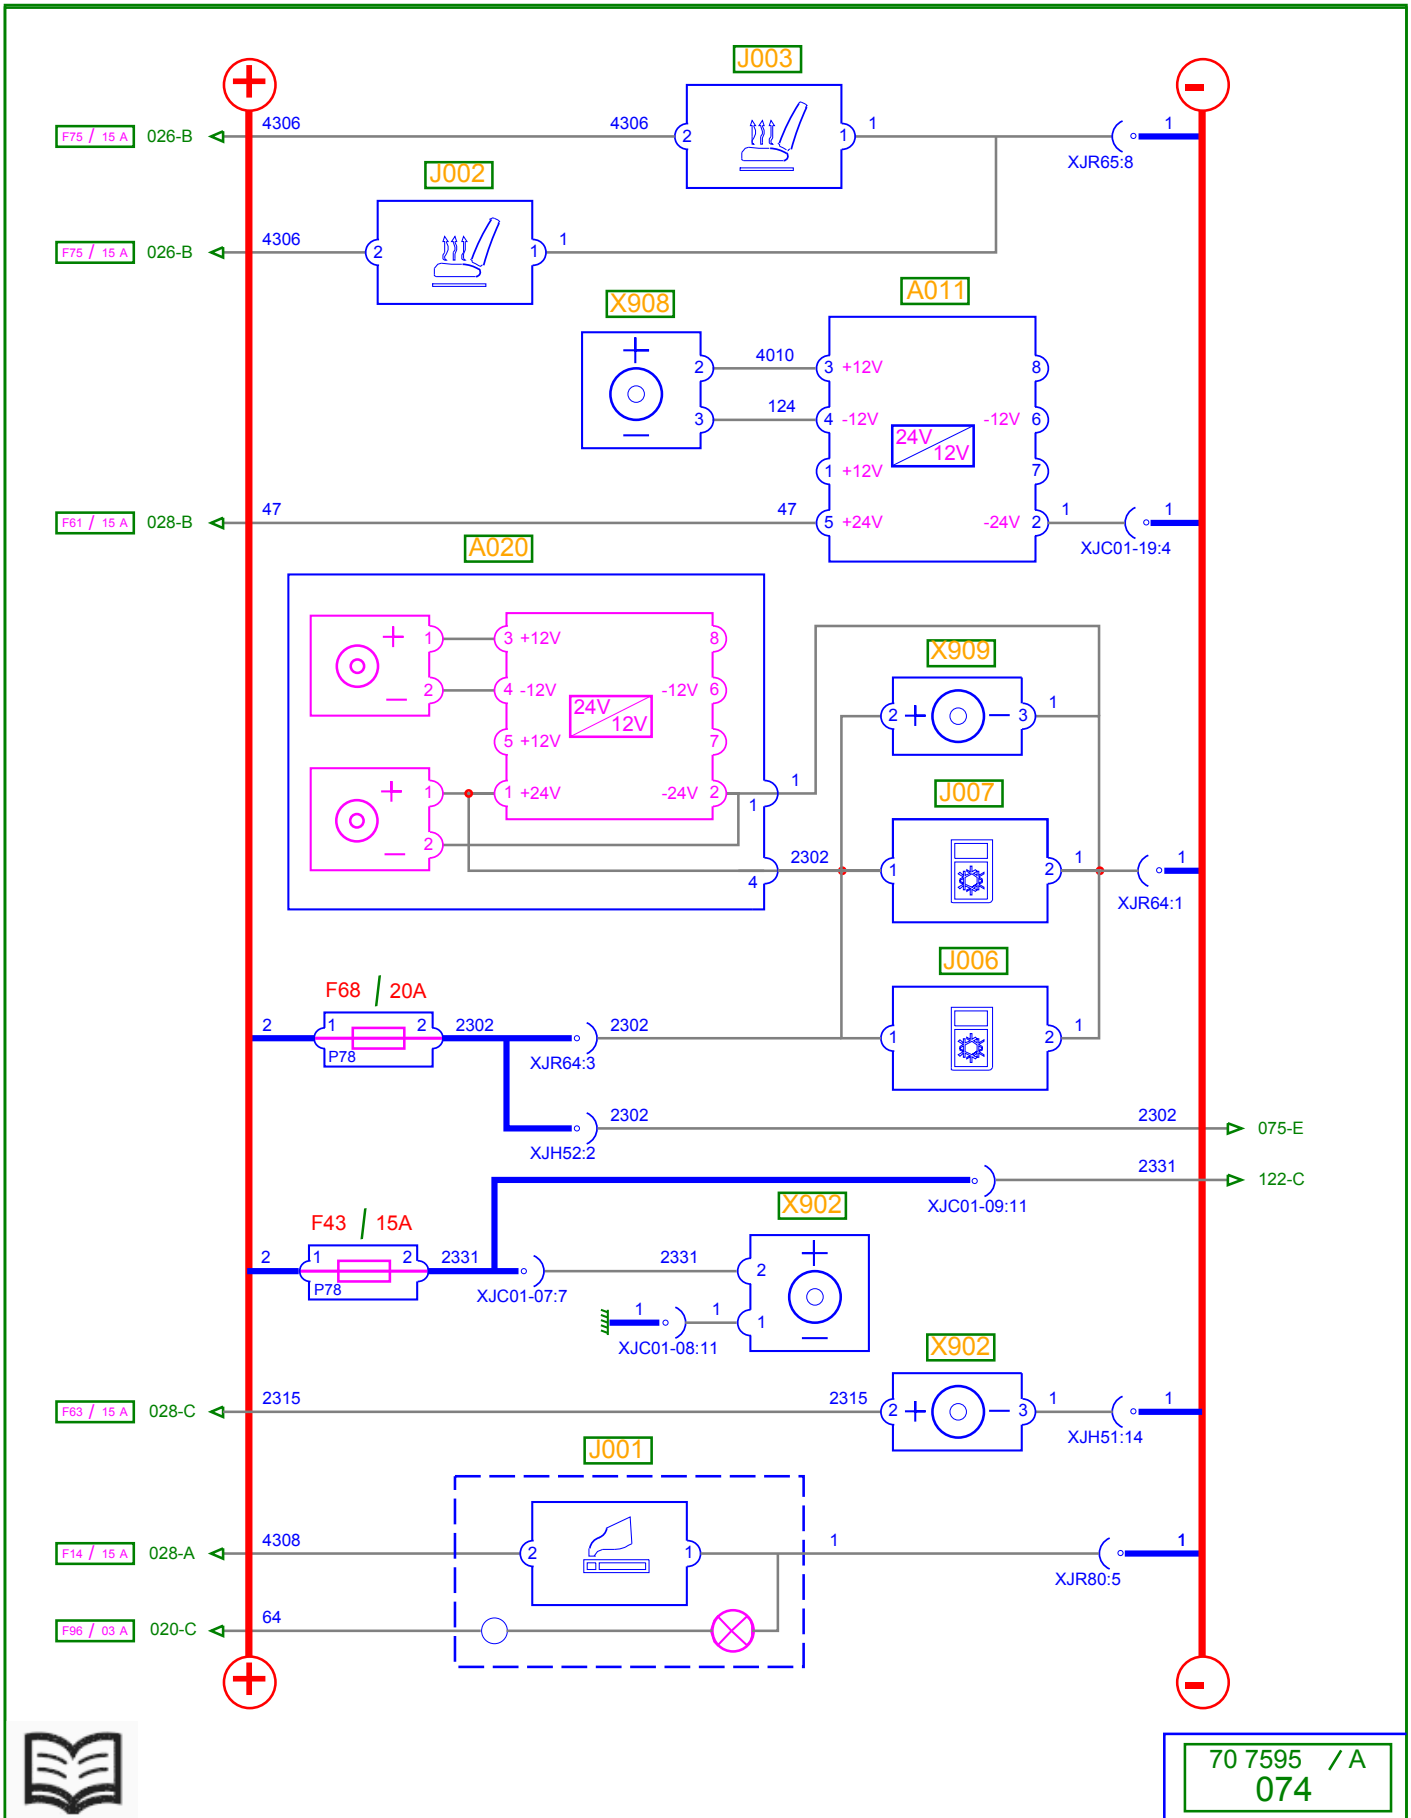 J003
F75 / 15 A 026-B 4306 4306 2 1 1 1
XJR65:8
J002
F75 / 15 A 026-B 4306 2 1 1
X908 A011
2 4010 3 +12V 8
3 124 4 -12V -12V 6
24V
12V
1 +12V 7
F61 / 15 A 028-B 47 47 5 +24V -24V 2 1 1
XJC01-19:4
A020
1 3 +12V 8
2 4 -12V -12V 6
24V
12V
5 +12V 7
1 1 +24V -24V 2 1 1
2
4 2302
X909
2 3 1
J007
1 2 1 1
XJR64:1
J006
1 2 1
F68 / 20A
2 1 2 2302 2302
P78
XJR64:3
2302 2302 075-E
XJH52:2
2331 122-C
XJC01-09:11
X902
F43 / 15A
2 1 2 2331 2331 2
P78
XJC01-07:7
1 1 1
XJC01-08:11
X902
F63 / 15 A 028-C 2315 2315 2 3 1 1
XJH51:14
J001
F14 / 15 A 028-A 4308 2 1 1 1
XJR80:5
F96 / 03 A 020-C 64
70 7595 / A
074